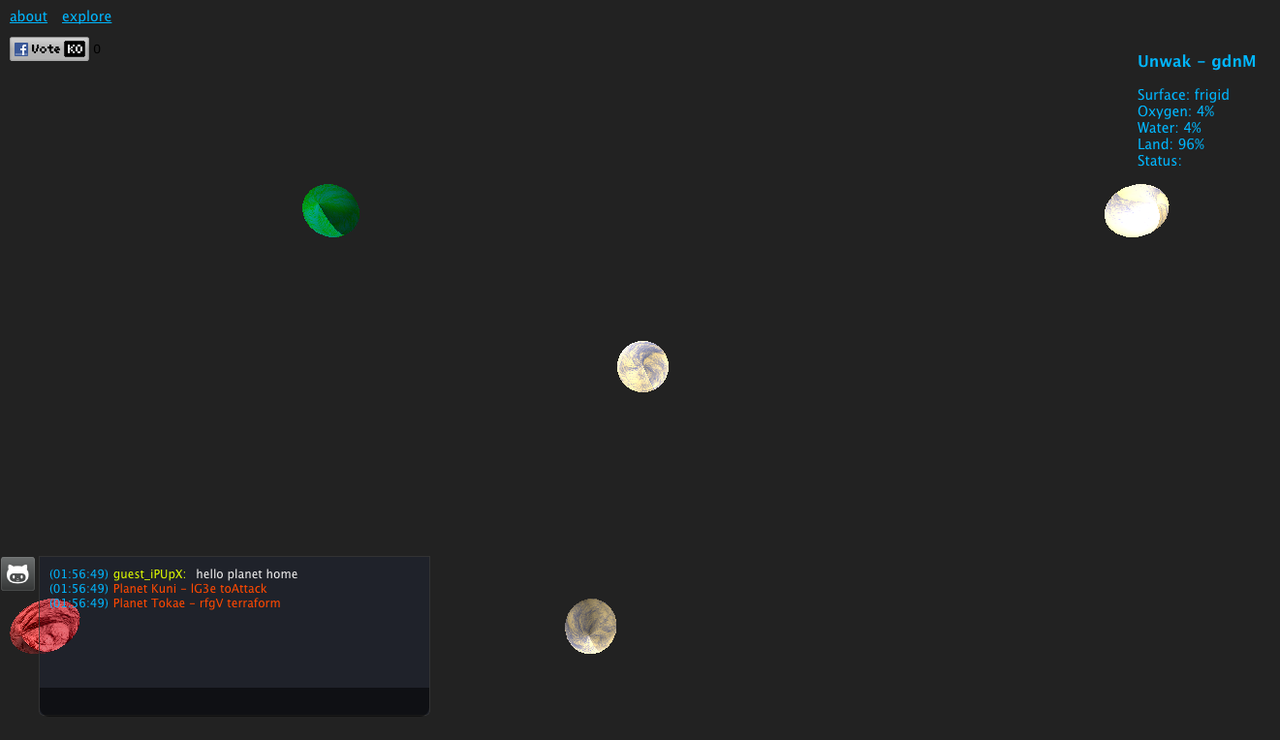 about explore
Vote KO 0
Unwak - gdnM
Surface: frigid
Oxygen: 4%
Water: 4%
Land: 96%
Status:
(01:56:49) guest_iPUpX: hello planet home
(01:56:49) Planet Kuni - lG3e toAttack
(01:56:49) Planet Tokae - rfgV terraform